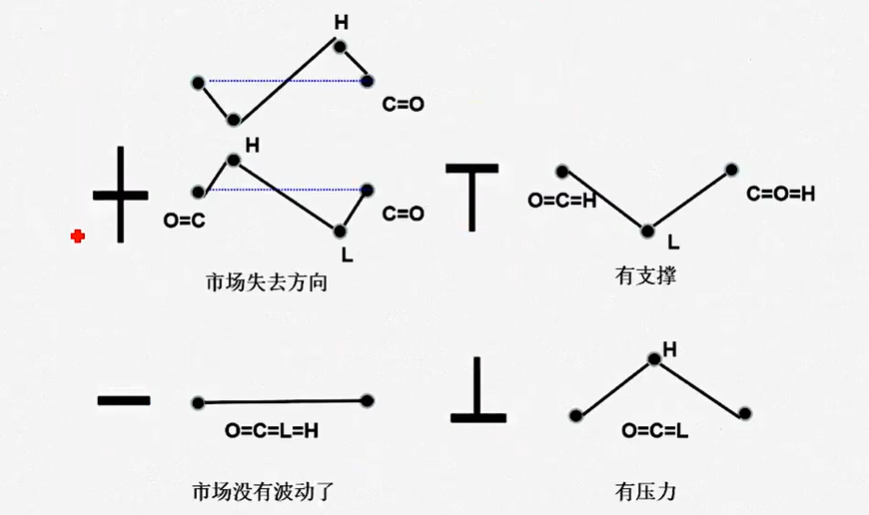 H
C=O
H
O=C
C=O
L
市场失去方向
O=C=H
C=O=H
L
有支撑
O=C=L=H
市场没有波动了
H
O=C=L
有压力